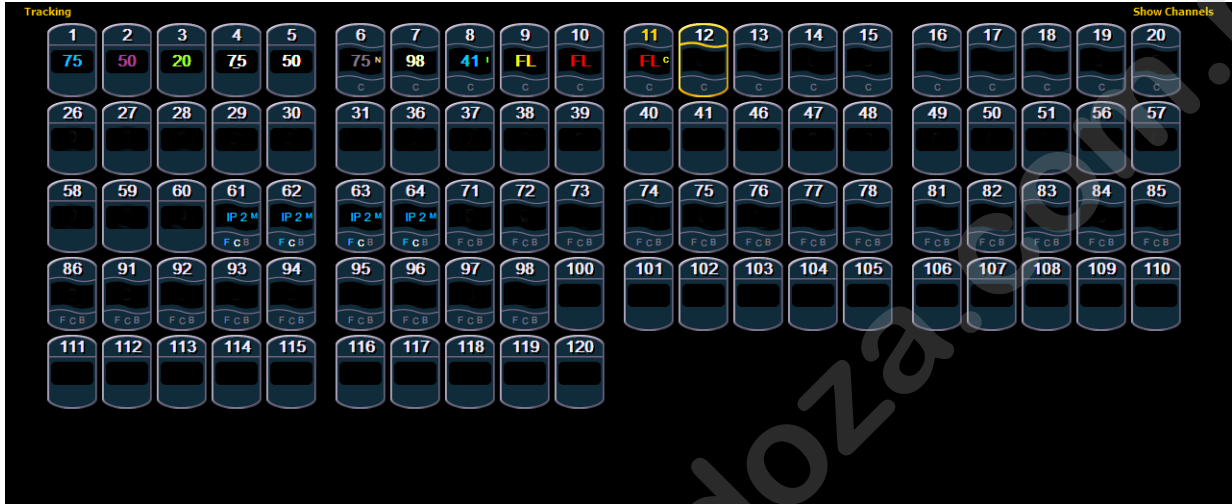 Tracking Show Channels
1 2 3 4 5 6 7 8 9 10 11 12 13 14 15 16 17 18 19 20
75 50 20 75 50 75 N 98 41 I FL FL FL C
C C C C C C C C C C C C C C C
26 27 28 29 30 31 36 37 38 39 40 41 46 47 48 49 50 51 56 57
58 59 60 61 62 63 64 71 72 73 74 75 76 77 78 81 82 83 84 85
IP 2 M IP 2 M IP 2 M IP 2 M
F C B F C B F C B F C B F C B F C B F C B F C B F C B F C B F C B F C B F C B F C B F C B F C B F C B
86 91 92 93 94 95 96 97 98 100 101 102 103 104 105 106 107 108 109 110
F C B F C B F C B F C B F C B F C B F C B F C B F C B
111 112 113 114 115 116 117 118 119 120
doza.com.